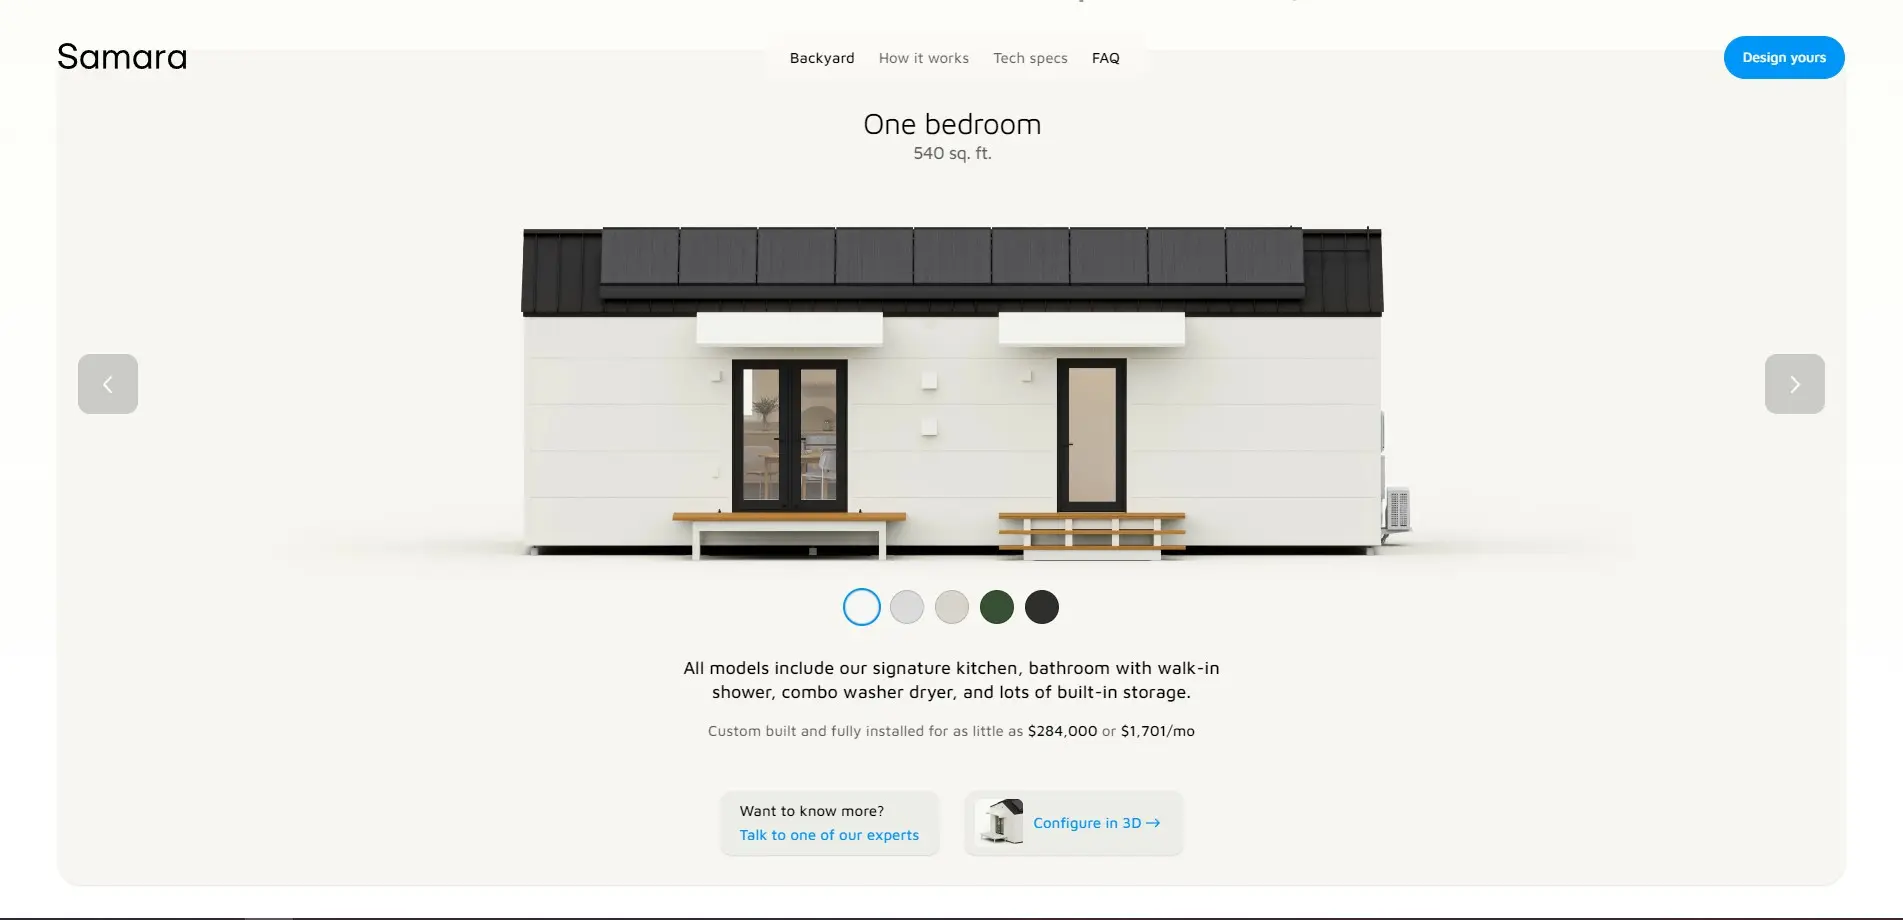 Samara
Backyard
How it works
Tech specs
FAQ
Design yours
One bedroom
540 sq. ft.
All models include our signature kitchen, bathroom with walk-in
shower, combo washer dryer, and lots of built-in storage.
Custom built and fully installed for as little as $284,000 or $1,701/mo
Want to know more?
Talk to one of our experts
Configure in 3D →